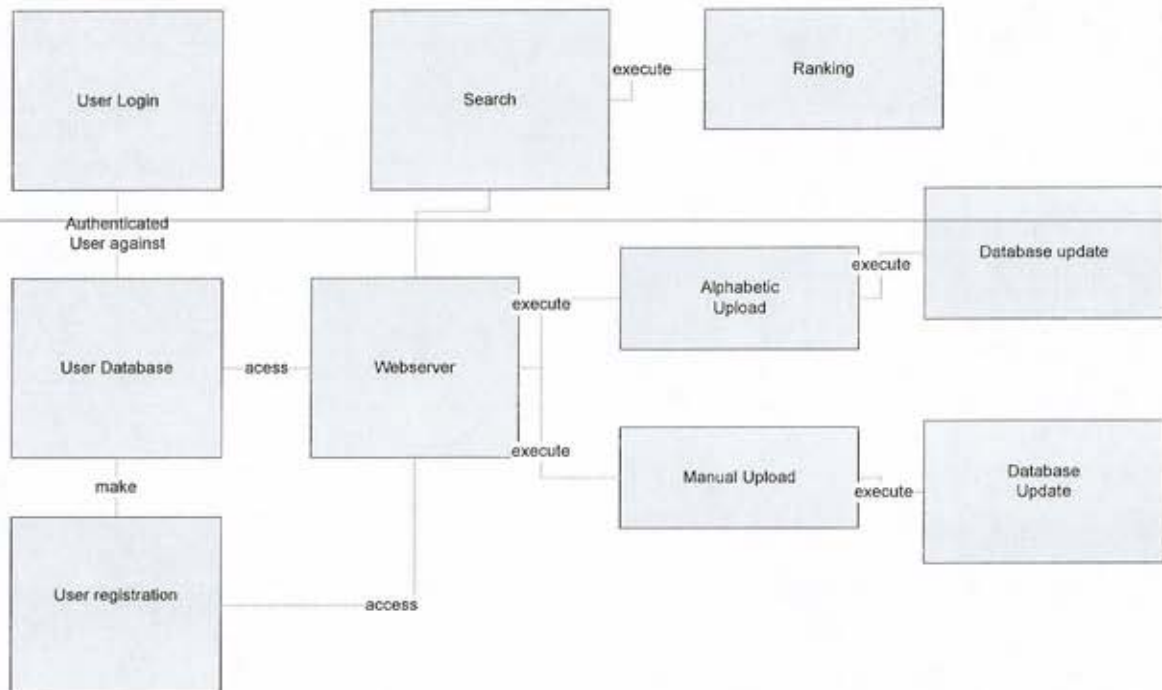 User Login
Search
execute
Ranking
Authenticated
User against
Database update
execute
Alphabetic
Upload
execute
User Database
acess
Webserver
execute
Manual Upload
execute
Database
Update
make
User registration
access